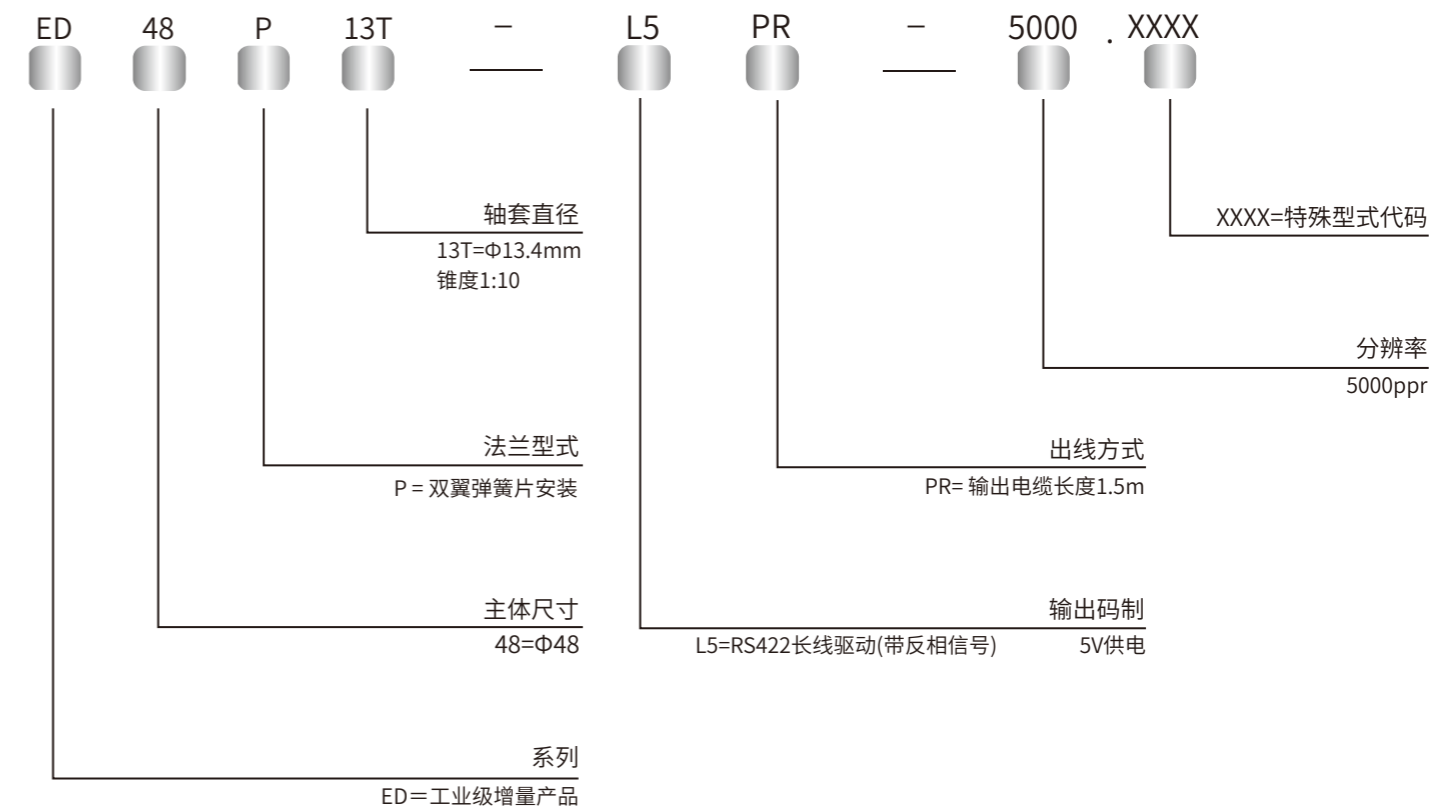 ED 48 P 13T – L5 PR – 5000 . XXXX
轴套直径
13T=Φ13.4mm
锥度1:10
XXXX=特殊型式代码
分辨率
5000ppr
法兰型式
P = 双翼弹簧片安装
出线方式
PR= 输出电缆长度1.5m
主体尺寸
48=Φ48
输出码制
L5=RS422长线驱动(带反相信号) 5V供电
系列
ED＝工业级增量产品